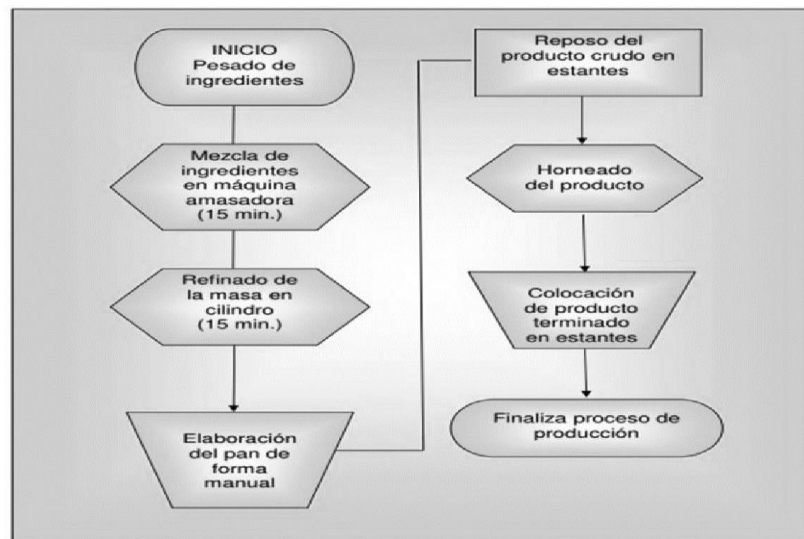 INICIO
Pesado de
ingredientes
Mezcla de
ingredientes
en máquina
amasadora
(15 min.)
Refinado de
la masa en
cilindro
(15 min.)
Elaboración
del pan de
forma
manual
Reposo del
producto crudo en
estantes
Horneado
del producto
Colocación
de producto
terminado
en estantes
Finaliza proceso de
producción